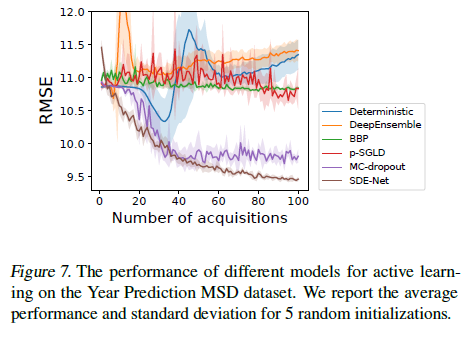 12.0
11.5
11.0
10.5
10.0
9.5
RMSE
0 20 40 60 80 100
Number of acquisitions
Deterministic
DeepEnsemble
BBP
p-SGLD
MC-dropout
SDE-Net
Figure 7. The performance of different models for active learn-
ing on the Year Prediction MSD dataset. We report the average
performance and standard deviation for 5 random initializations.